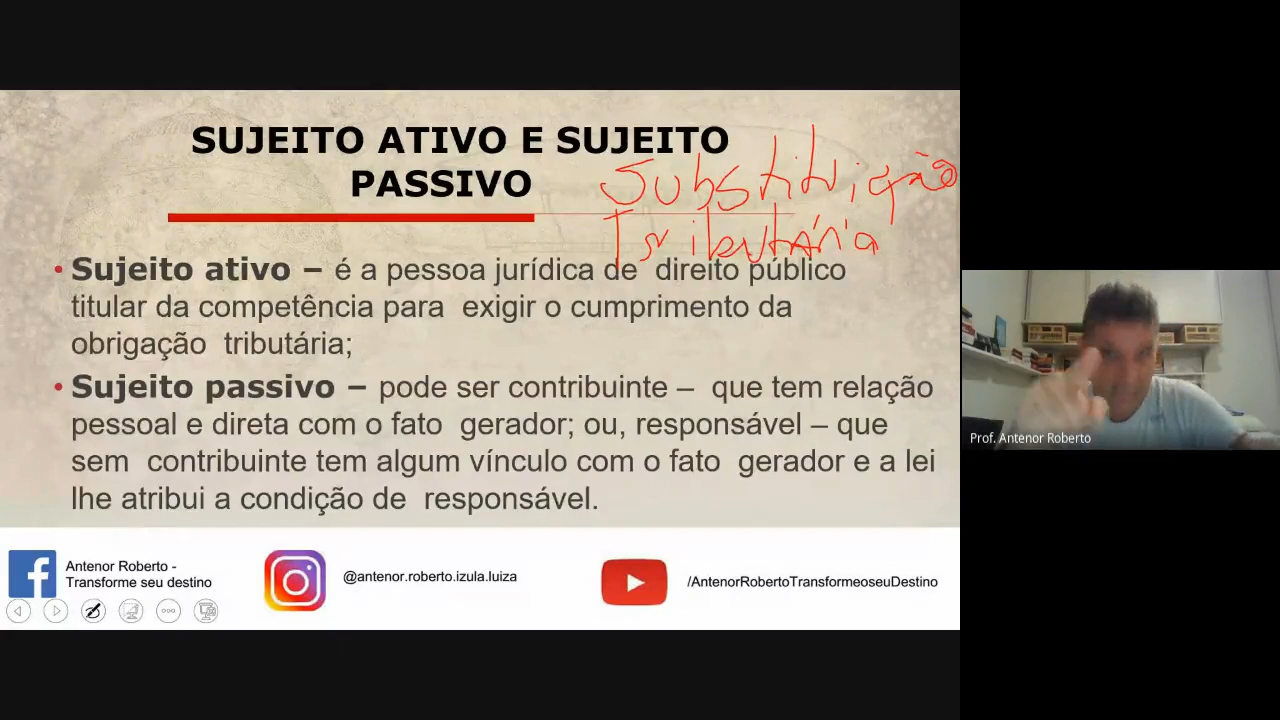 SUJEITO ATIVO E SUJEITO
PASSIVO
Substituição
Tributária
• Sujeito ativo – é a pessoa jurídica de direito público
titular da competência para exigir o cumprimento da
obrigação tributária;
• Sujeito passivo – pode ser contribuinte – que tem relação
pessoal e direta com o fato gerador; ou, responsável – que
sem contribuinte tem algum vínculo com o fato gerador e a lei
lhe atribui a condição de responsável.
Prof. Antenor Roberto
Antenor Roberto -
Transforme seu destino
@antenor.roberto.izula.luiza
/AntenorRobertoTransformeoseuDestino